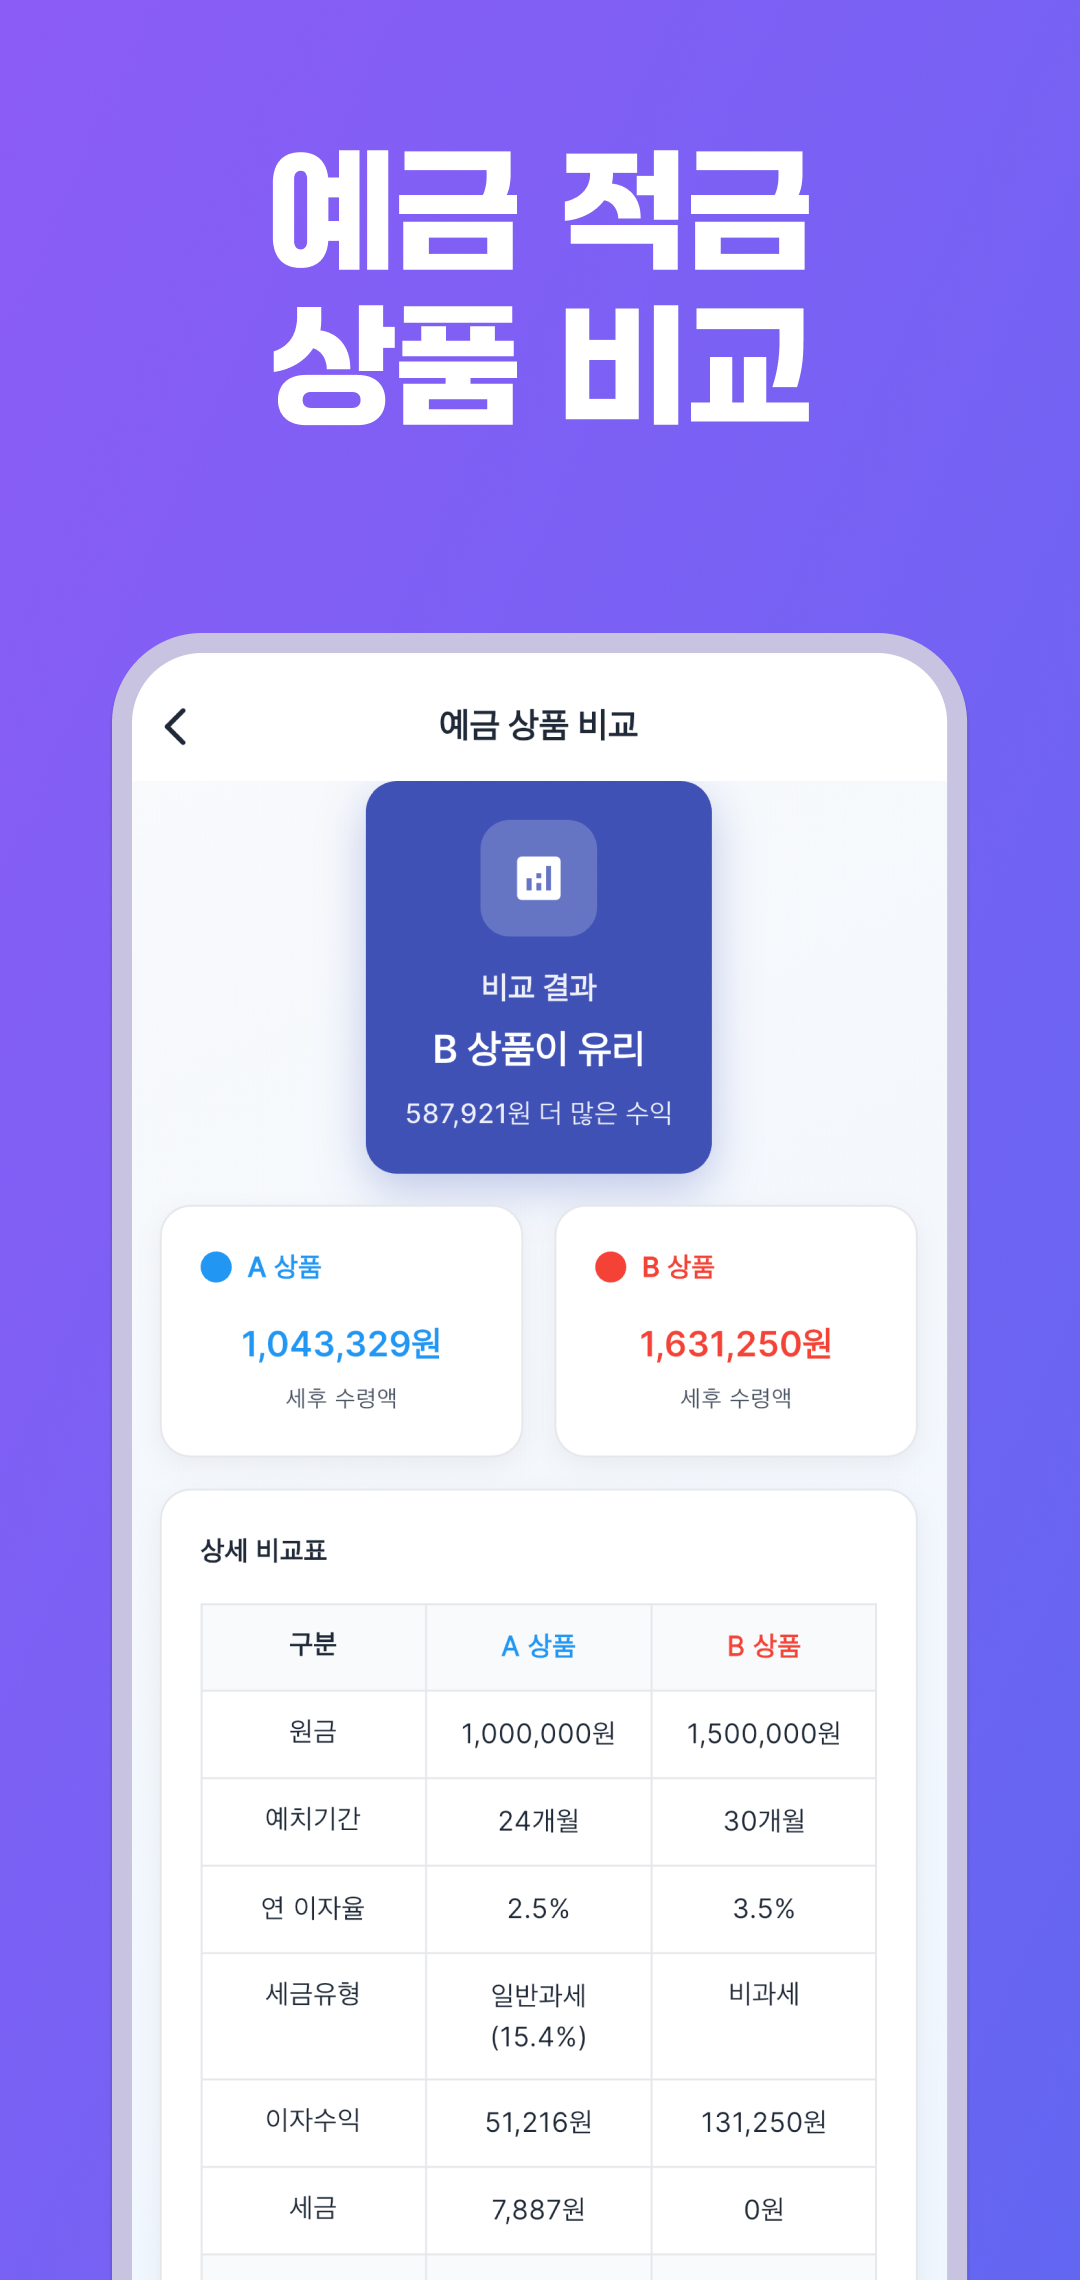 예금 적금
상품 비교
예금 상품 비교
비교 결과
B 상품이 유리
587,921원 더 많은 수익
A 상품
1,043,329원
세후 수령액
B 상품
1,631,250원
세후 수령액
상세 비교표
구분 A 상품 B 상품
원금 1,000,000원 1,500,000원
예치기간 24개월 30개월
연 이자율 2.5% 3.5%
세금유형 일반과세 비과세
(15.4%)
이자수익 51,216원 131,250원
세금 7,887원 0원